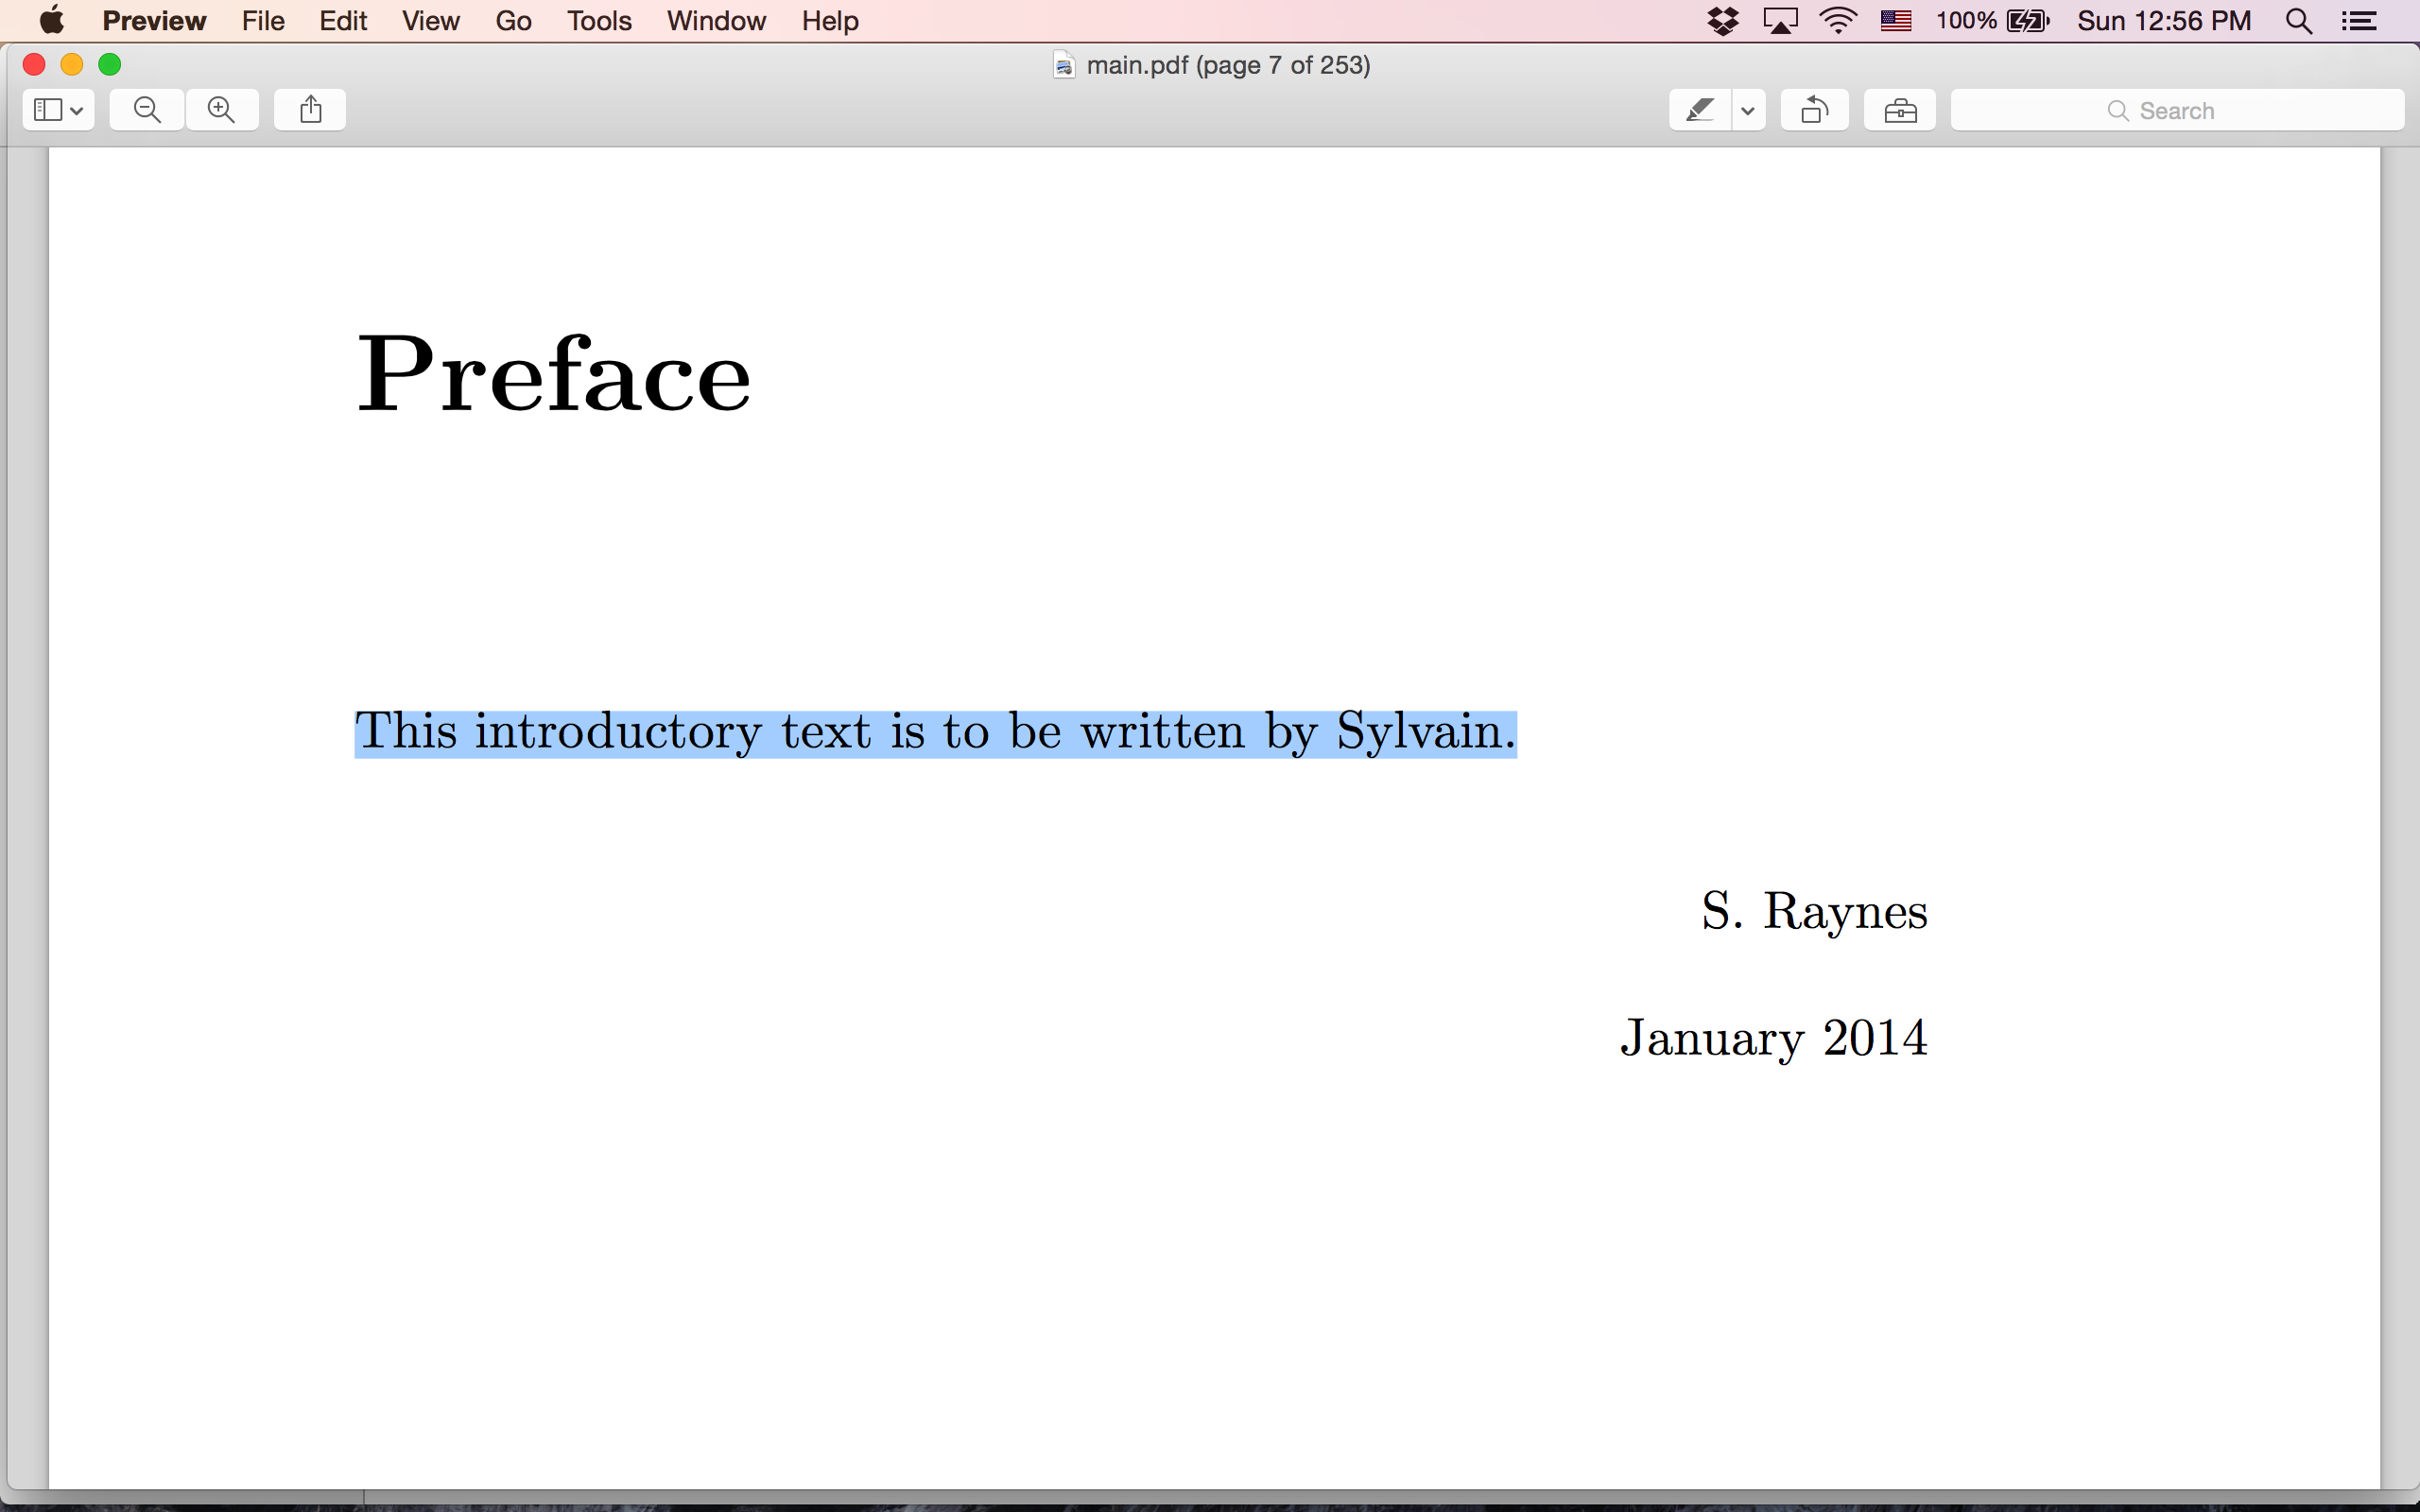 Preview File Edit View Go Tools Window Help 100% Sun 12:56 PM
main.pdf (page 7 of 253)
Search
Preface
This introductory text is to be written by Sylvain.
S. Raynes
January 2014